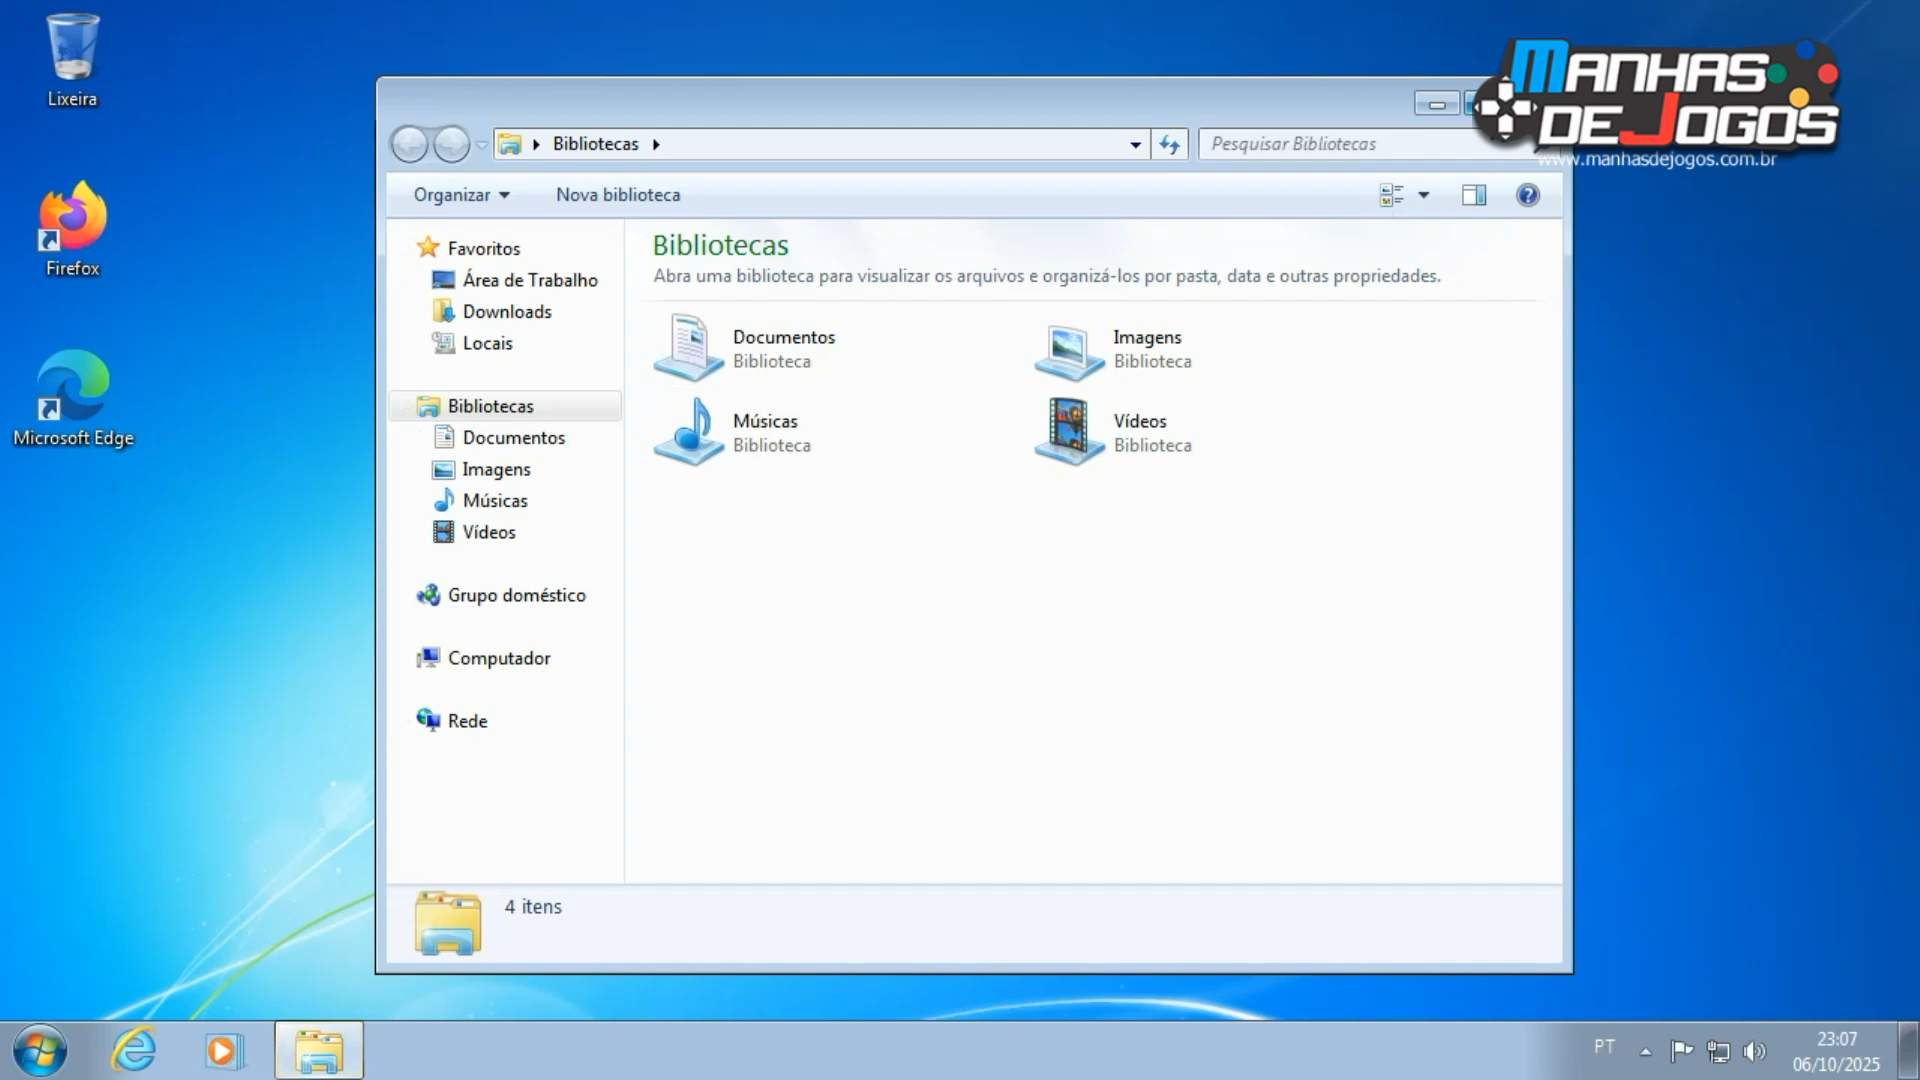 Lixeira
Firefox
Microsoft Edge
MANHAS
DE JOGOS
www.manhasdejogos.com.br
Bibliotecas
Pesquisar Bibliotecas
Organizar
Nova biblioteca
Favoritos
Área de Trabalho
Downloads
Locais
Bibliotecas
Documentos
Imagens
Músicas
Vídeos
Grupo doméstico
Computador
Rede
Bibliotecas
Abra uma biblioteca para visualizar os arquivos e organizá-los por pasta, data e outras propriedades.
Documentos
Biblioteca
Imagens
Biblioteca
Músicas
Biblioteca
Vídeos
Biblioteca
4 itens
PT
23:07
06/10/2025